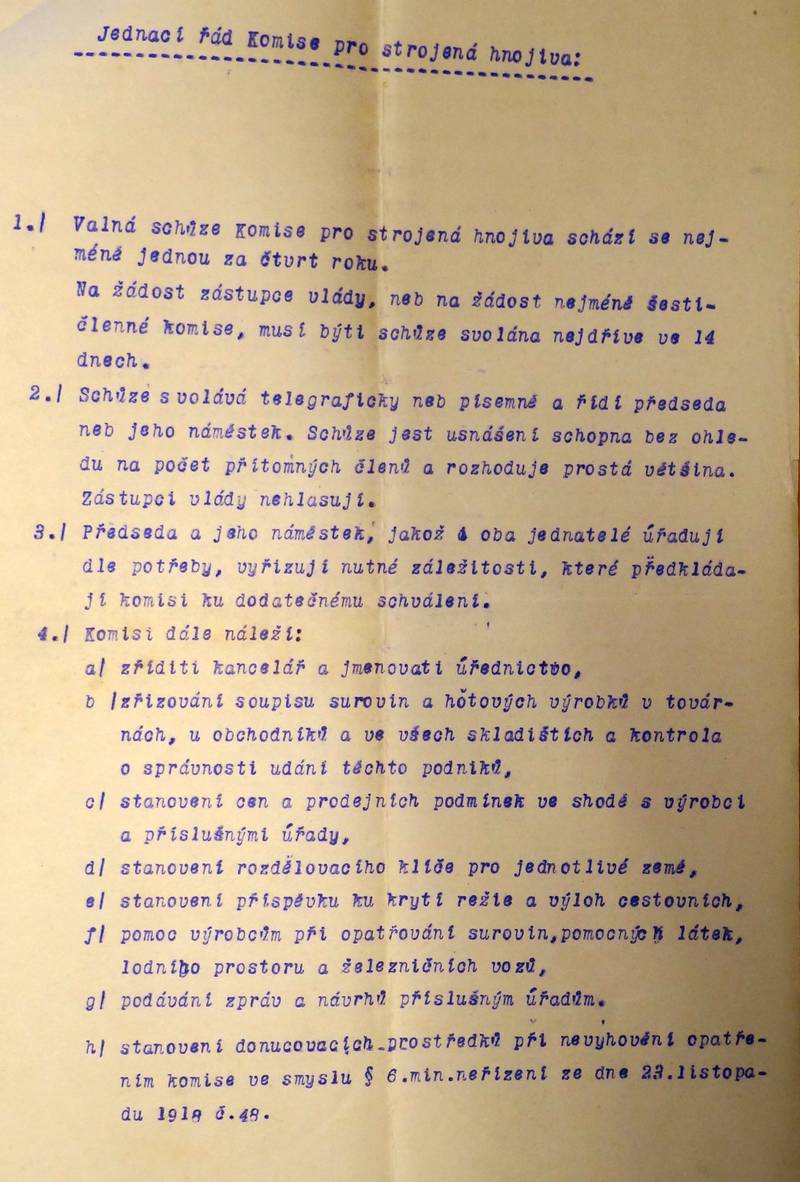 Jednací řád Komise pro strojená hnojiva:
1./ Valná schůze Komise pro strojená hnojiva schází se nej-
méně jednou za čtvrt roku.
Na žádost zástupce vlády, neb na žádost nejméně šesti-
členné komise, musí býti schůze svolána nejdříve ve 14
dnech.
2./ Schůze svolává telegraficky neb písemně a řídí předseda
neb jeho náměstek. Schůze jest usnášení schopna bez ohle-
du na počet přítomných členů a rozhoduje prostá většina.
Zástupci vlády nehlasují.
3./ Předseda a jeho náměstek, jakož i oba jednatelé úřadují
dle potřeby, vyřizují nutné záležitosti, které předkláda-
jí komisi ku dodatečnému schválení.
4./ Komisi dále náleží:
a/ zříditi kancelář a jmenovati úřednictvo,
b /zřizování soupisu surovin a hotových výrobků v továr-
nách, u obchodníků a ve všech skladištích a kontrola
o správnosti udání těchto podniků,
c/ stanovení cen a prodejních podmínek ve shodě s výrobci
a příslušnými úřady,
d/ stanovení rozdělovacího klíče pro jednotlivé země,
e/ stanovení příspěvku ku krytí režie a výloh cestovních,
f/ pomoc výrobcům při opatřování surovin,pomocných látek,
lodního prostoru a železničních vozů,
g/ podávání zpráv a návrhů příslušným úřadům.
h/ stanovení donucovacích prostředků při nevyhovění opatře-
ním komise ve smyslu § 6.min.neřízení ze dne 23.listopa-
du 1918 č.48.